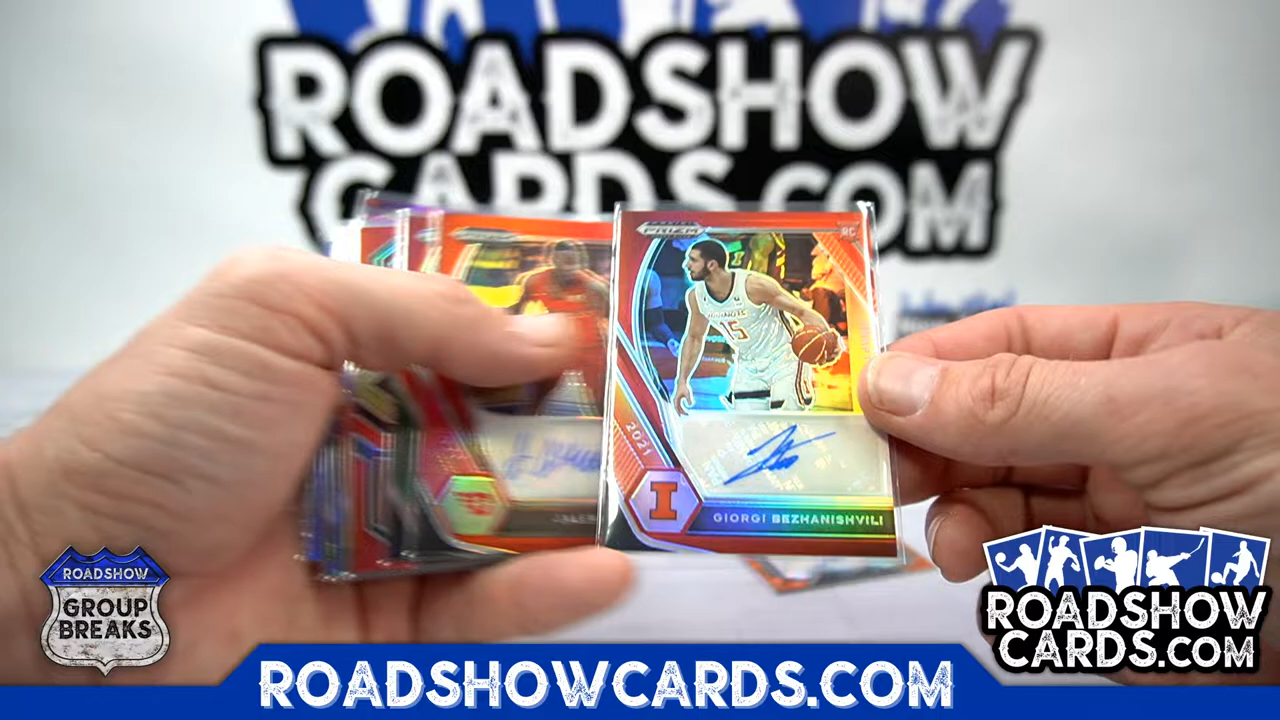 ROADSHOW
CARDS.COM
PRIZM
RC
ILLINOIS
15
2021
I
GIORGI BEZHANISHVILI
ROADSHOW
GROUP
BREAKS
ROADSHOWCARDS.COM
ROADSHOW
CARDS.COM